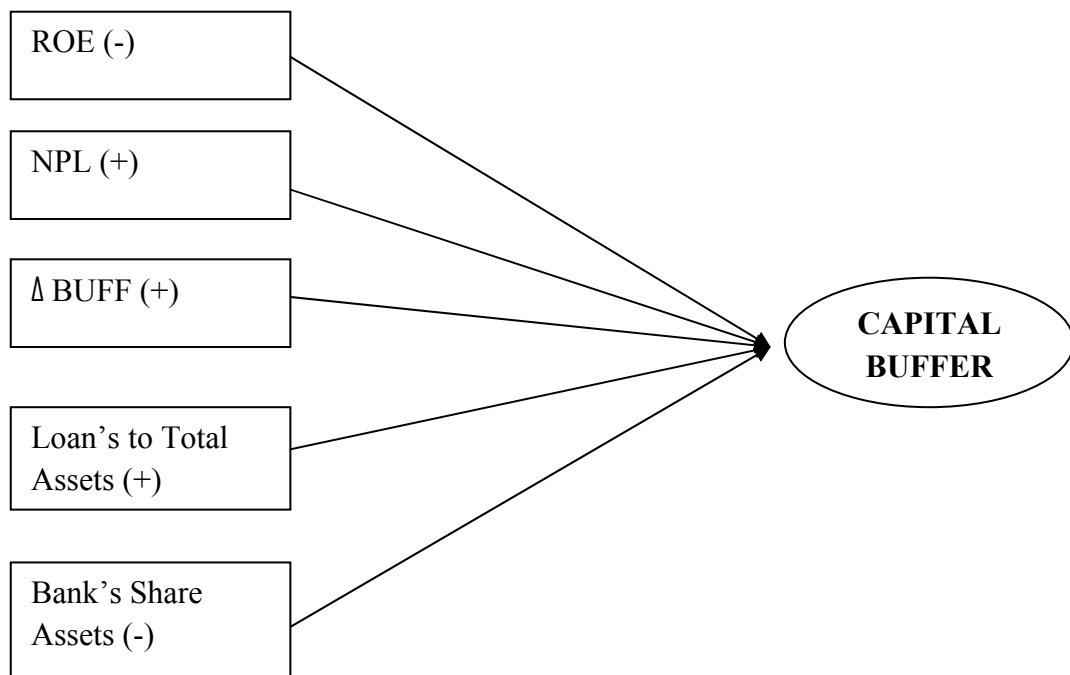 ROE (-)
NPL (+)
Δ BUFF (+)
Loan’s to Total
Assets (+)
Bank’s Share
Assets (-)
CAPITAL
BUFFER